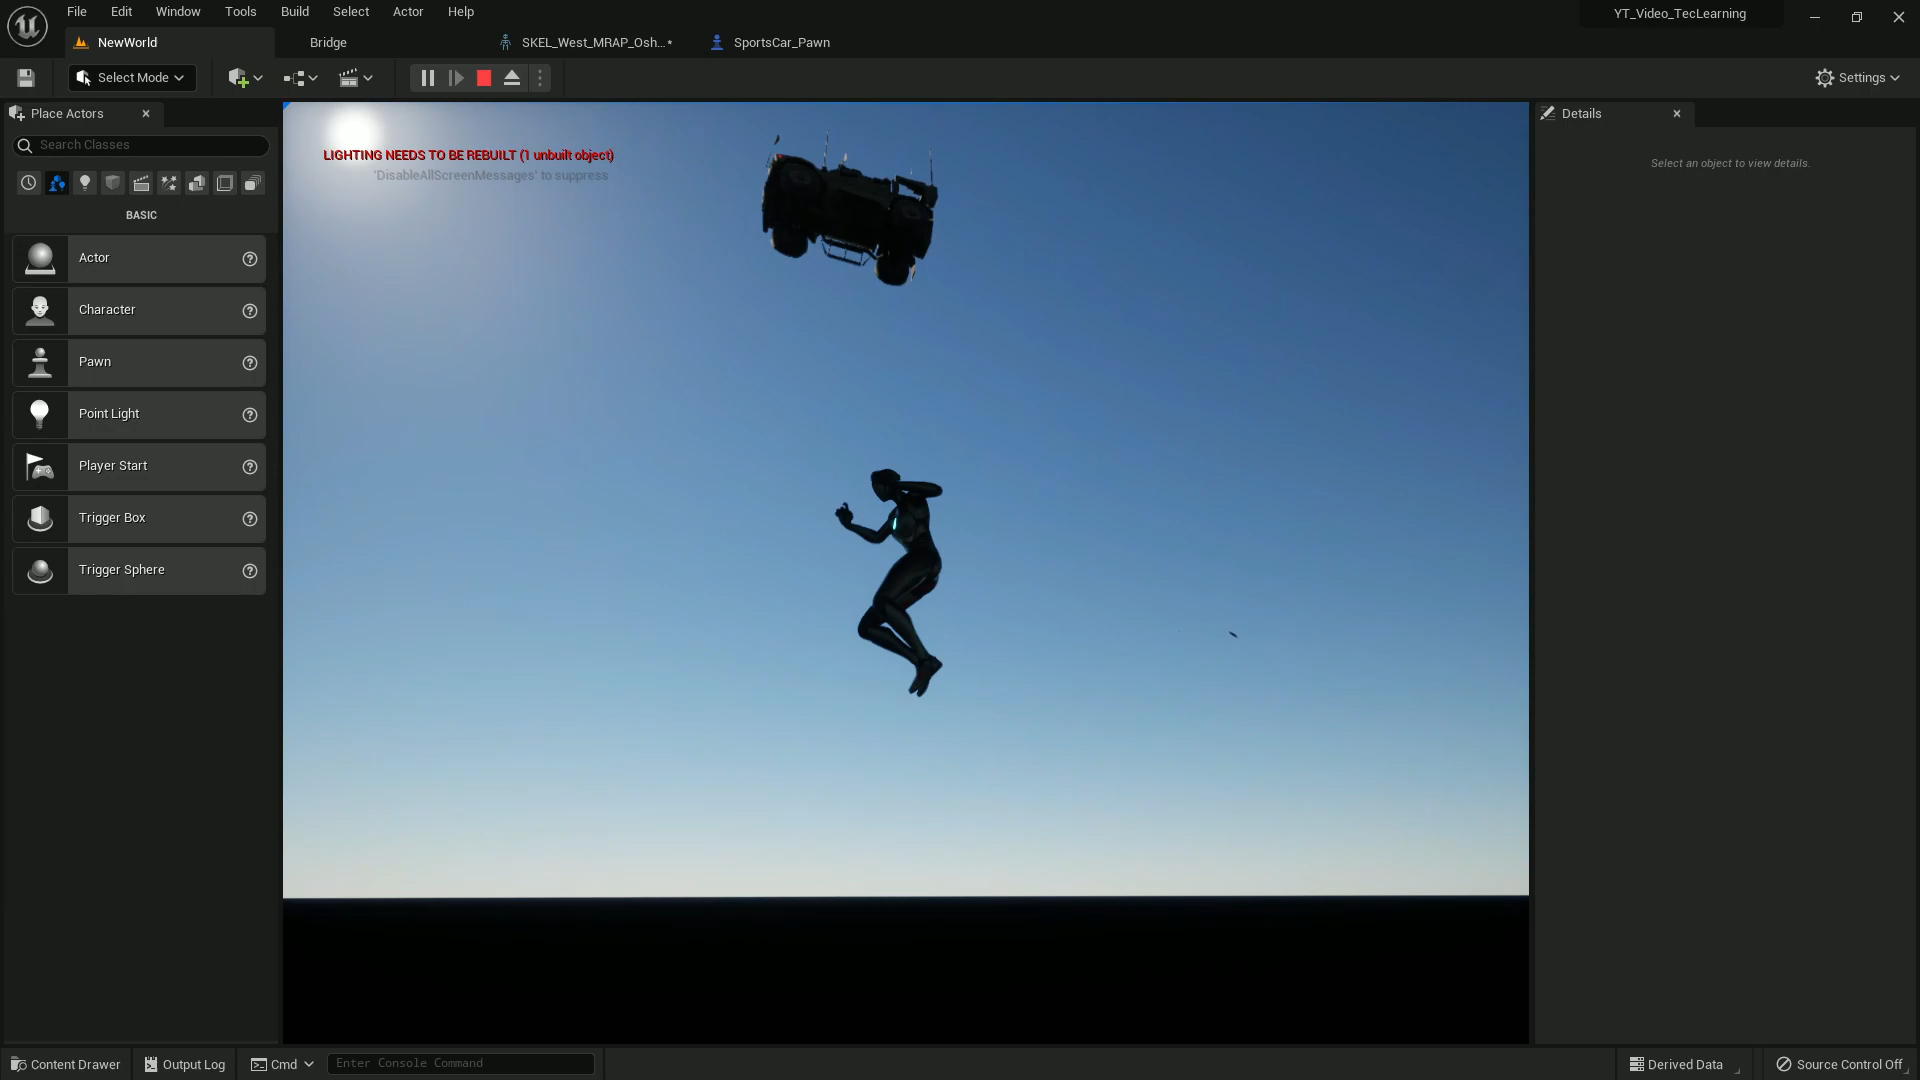 File Edit Window Tools Build Select Actor Help
YT_Video_TecLearning
NewWorld
Bridge
SKEL_West_MRAP_Osh...*
SportsCar_Pawn
Select Mode
Settings
Place Actors
Details
Search Classes
Select an object to view details.
LIGHTING NEEDS TO BE REBUILT (1 unbuilt object)
'DisableAllScreenMessages' to suppress
BASIC
Actor
Character
Pawn
Point Light
Player Start
Trigger Box
Trigger Sphere
Content Drawer
Output Log
Cmd
Enter Console Command
Derived Data
Source Control Off